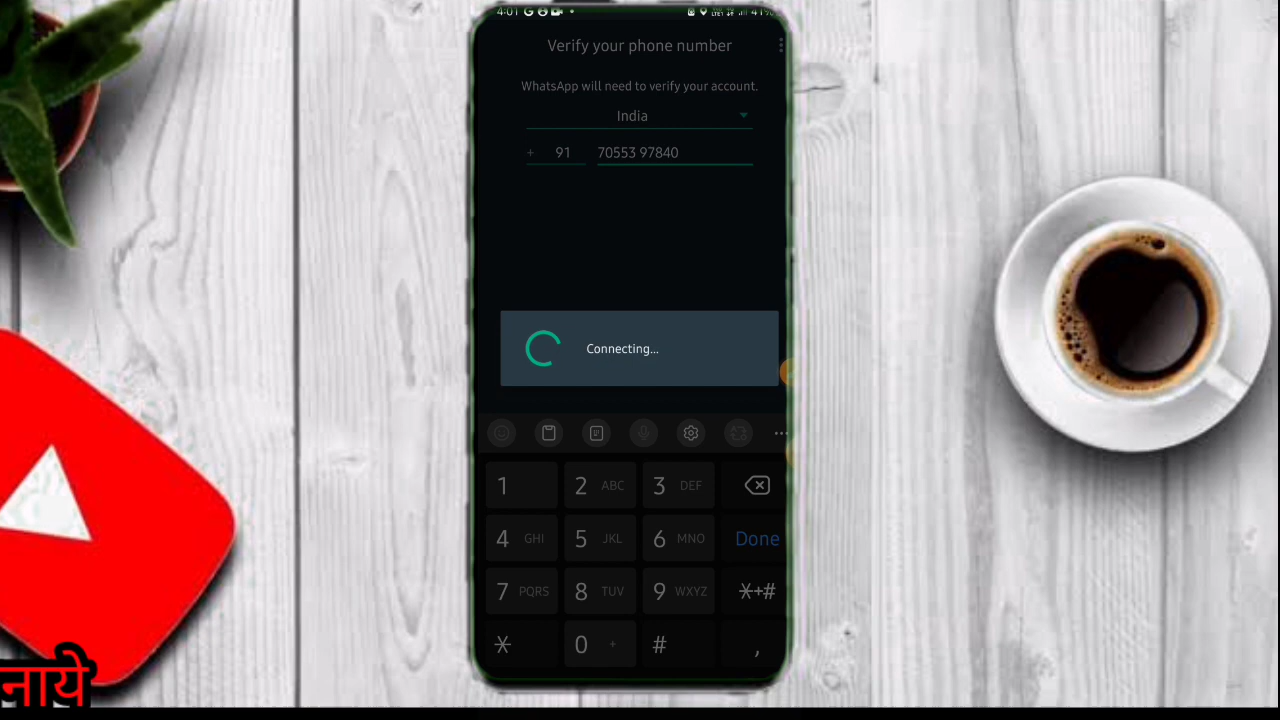 4:01 G
41%
Verify your phone number
WhatsApp will need to verify your account.
India
+ 91 70553 97840
Connecting...
1
2 ABC
3 DEF
4 GHI
5 JKL
6 MNO
Done
7 PQRS
8 TUV
9 WXYZ
*+#
*
0 +
#
,
नाये